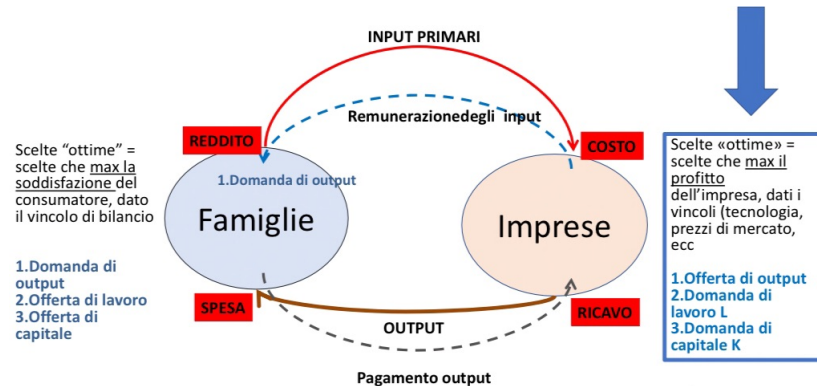 INPUT PRIMARI
Remunerazionedegli input
REDDITO
COSTO
Scelte “ottime” =
scelte che max la
soddisfazione del
consumatore, dato
il vincolo di bilancio
1.Domanda di
output
2.Offerta di lavoro
3.Offerta di
capitale
1.Domanda di output
Famiglie
Imprese
SPESA
RICAVO
OUTPUT
Pagamento output
Scelte «ottime» =
scelte che max il
profitto
dell’impresa, dati i
vincoli (tecnologia,
prezzi di mercato,
ecc
1.Offerta di output
2.Domanda di
lavoro L
3.Domanda di
capitale K